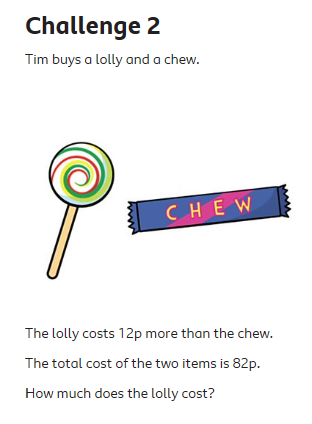 Challenge 2
Tim buys a lolly and a chew.
CHEW
The lolly costs 12p more than the chew.
The total cost of the two items is 82p.
How much does the lolly cost?